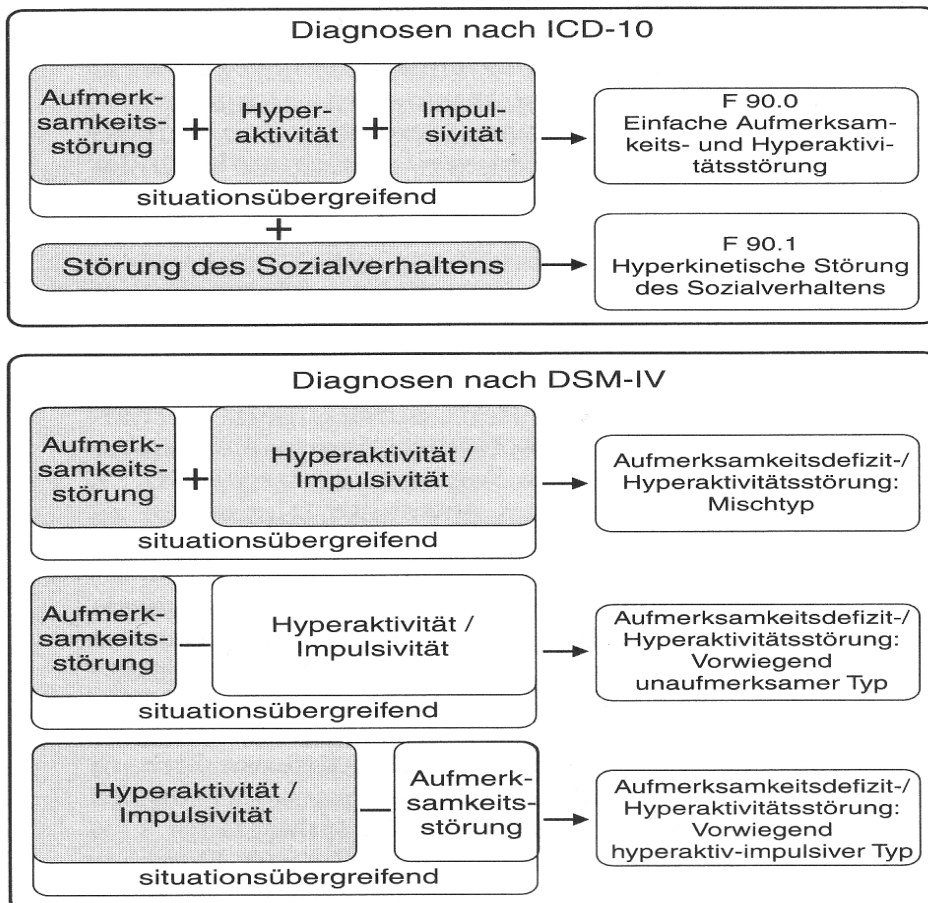 Diagnosen nach ICD-10
Aufmerk-
samkeits-
störung
+
Hyper-
aktivität
+
Impul-
sivität
situationsübergreifend
F 90.0
Einfache Aufmerksam-
keits- und Hyperaktivi-
tätsstörung
+
Störung des Sozialverhaltens
F 90.1
Hyperkinetische Störung
des Sozialverhaltens
Diagnosen nach DSM-IV
Aufmerk-
samkeits-
störung
+
Hyperaktivität /
Impulsivität
situationsübergreifend
Aufmerksamkeitsdefizit-/
Hyperaktivitätsstörung:
Mischtyp
Aufmerk-
samkeits-
störung
–
Hyperaktivität /
Impulsivität
situationsübergreifend
Aufmerksamkeitsdefizit-/
Hyperaktivitätsstörung:
Vorwiegend
unaufmerksamer Typ
Hyperaktivität /
Impulsivität
–
Aufmerk-
samkeits-
störung
situationsübergreifend
Aufmerksamkeitsdefizit-/
Hyperaktivitätsstörung:
Vorwiegend
hyperaktiv-impulsiver Typ